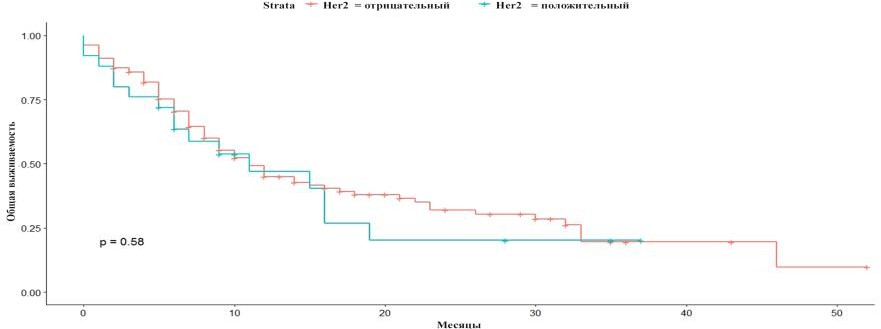 Strata Her2 = отрицательный Her2 = положительный
Общая выживаемость
1.00
0.75
0.50
0.25
0.00
p = 0.58
0 10 20 30 40 50
Месяцы